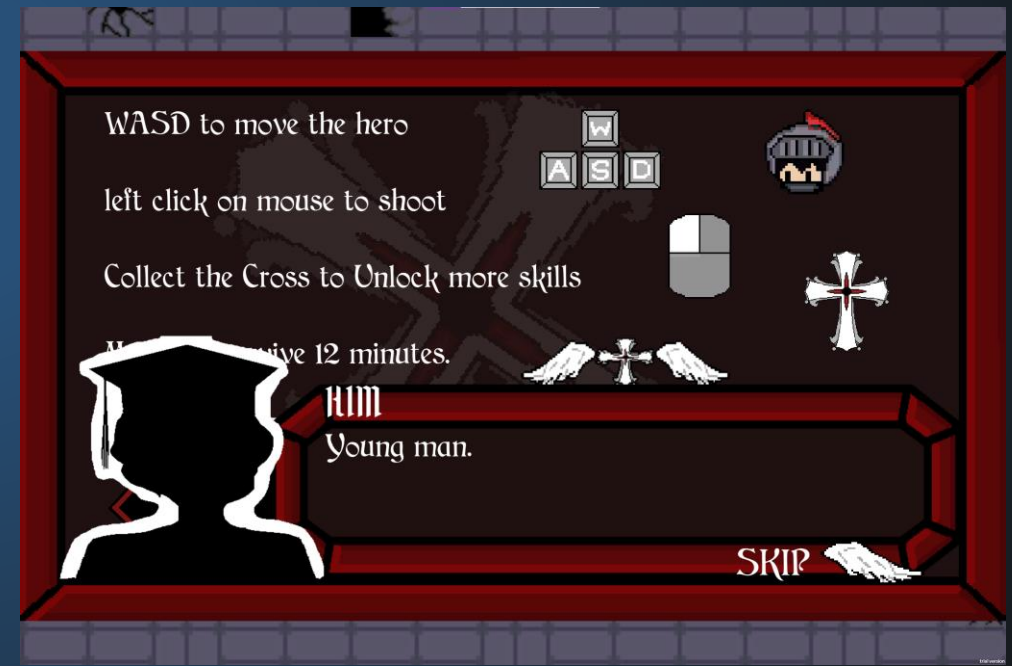 WASD to move the hero
W
A S D
left click on mouse to shoot
Collect the Cross to Unlock more skills
12 minutes.
HIM
Young man.
SKIP